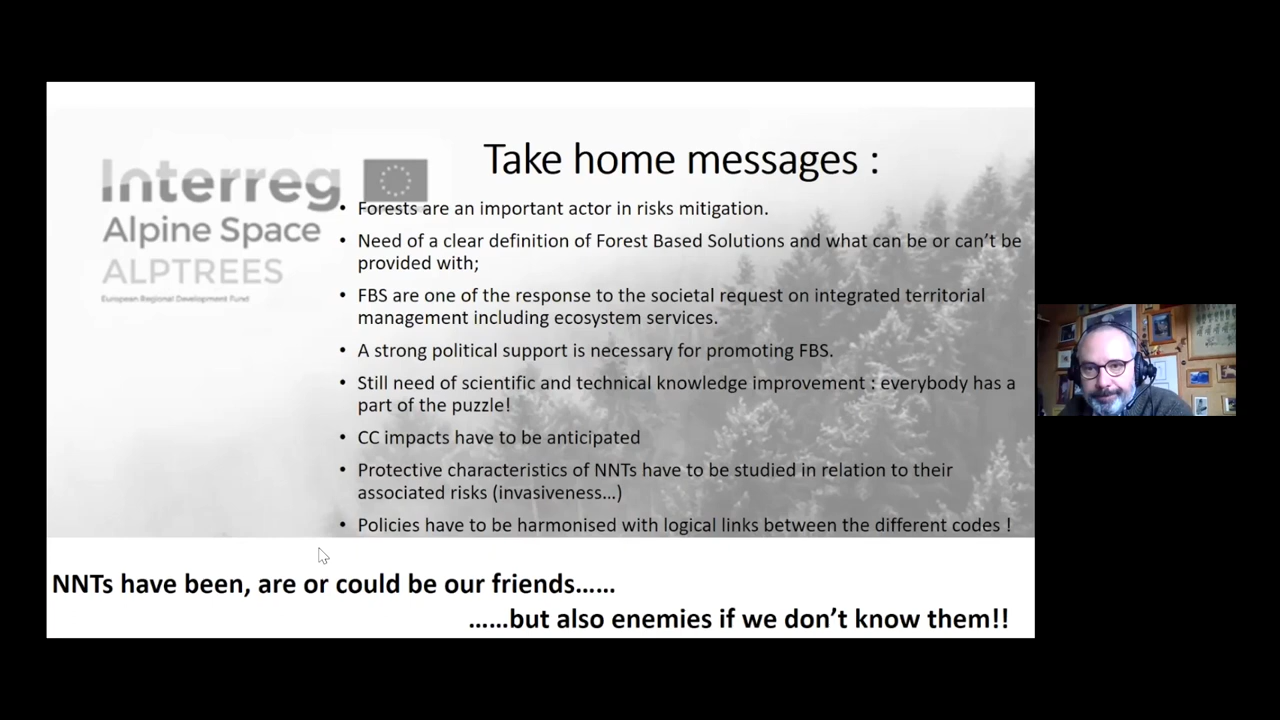 Interreg
Alpine Space
ALPTREES
European Regional Development Fund
Take home messages :
• Forests are an important actor in risks mitigation.
• Need of a clear definition of Forest Based Solutions and what can be or can’t be
provided with;
• FBS are one of the response to the societal request on integrated territorial
management including ecosystem services.
• A strong political support is necessary for promoting FBS.
• Still need of scientific and technical knowledge improvement : everybody has a
part of the puzzle!
• CC impacts have to be anticipated
• Protective characteristics of NNTs have to be studied in relation to their
associated risks (invasiveness…)
• Policies have to be harmonised with logical links between the different codes !
NNTs have been, are or could be our friends……
……but also enemies if we don’t know them!!